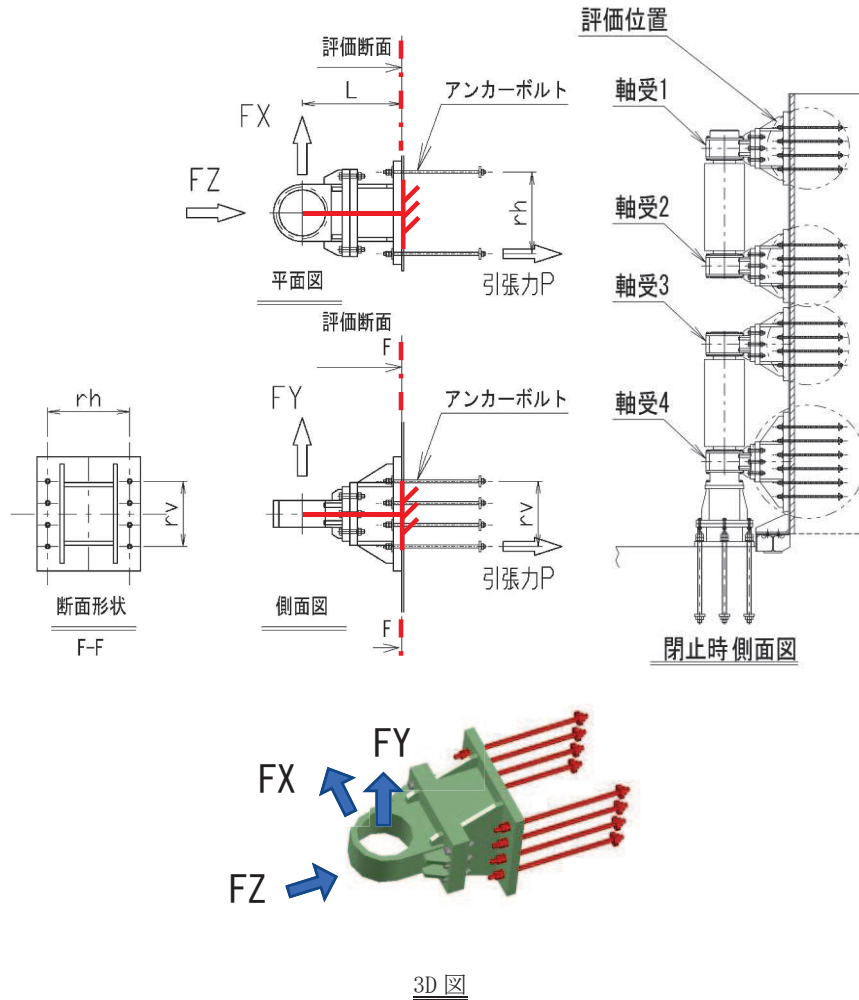 評価断面
L
アンカーボルト
FX
FZ
rh
引張力P
平面図
評価断面
F
アンカーボルト
FY
rv
引張力P
側面図
F
rh
rv
断面形状
F-F
評価位置
軸受1
軸受2
軸受3
軸受4
閉止時側面図
FY
FX
FZ
3D 図